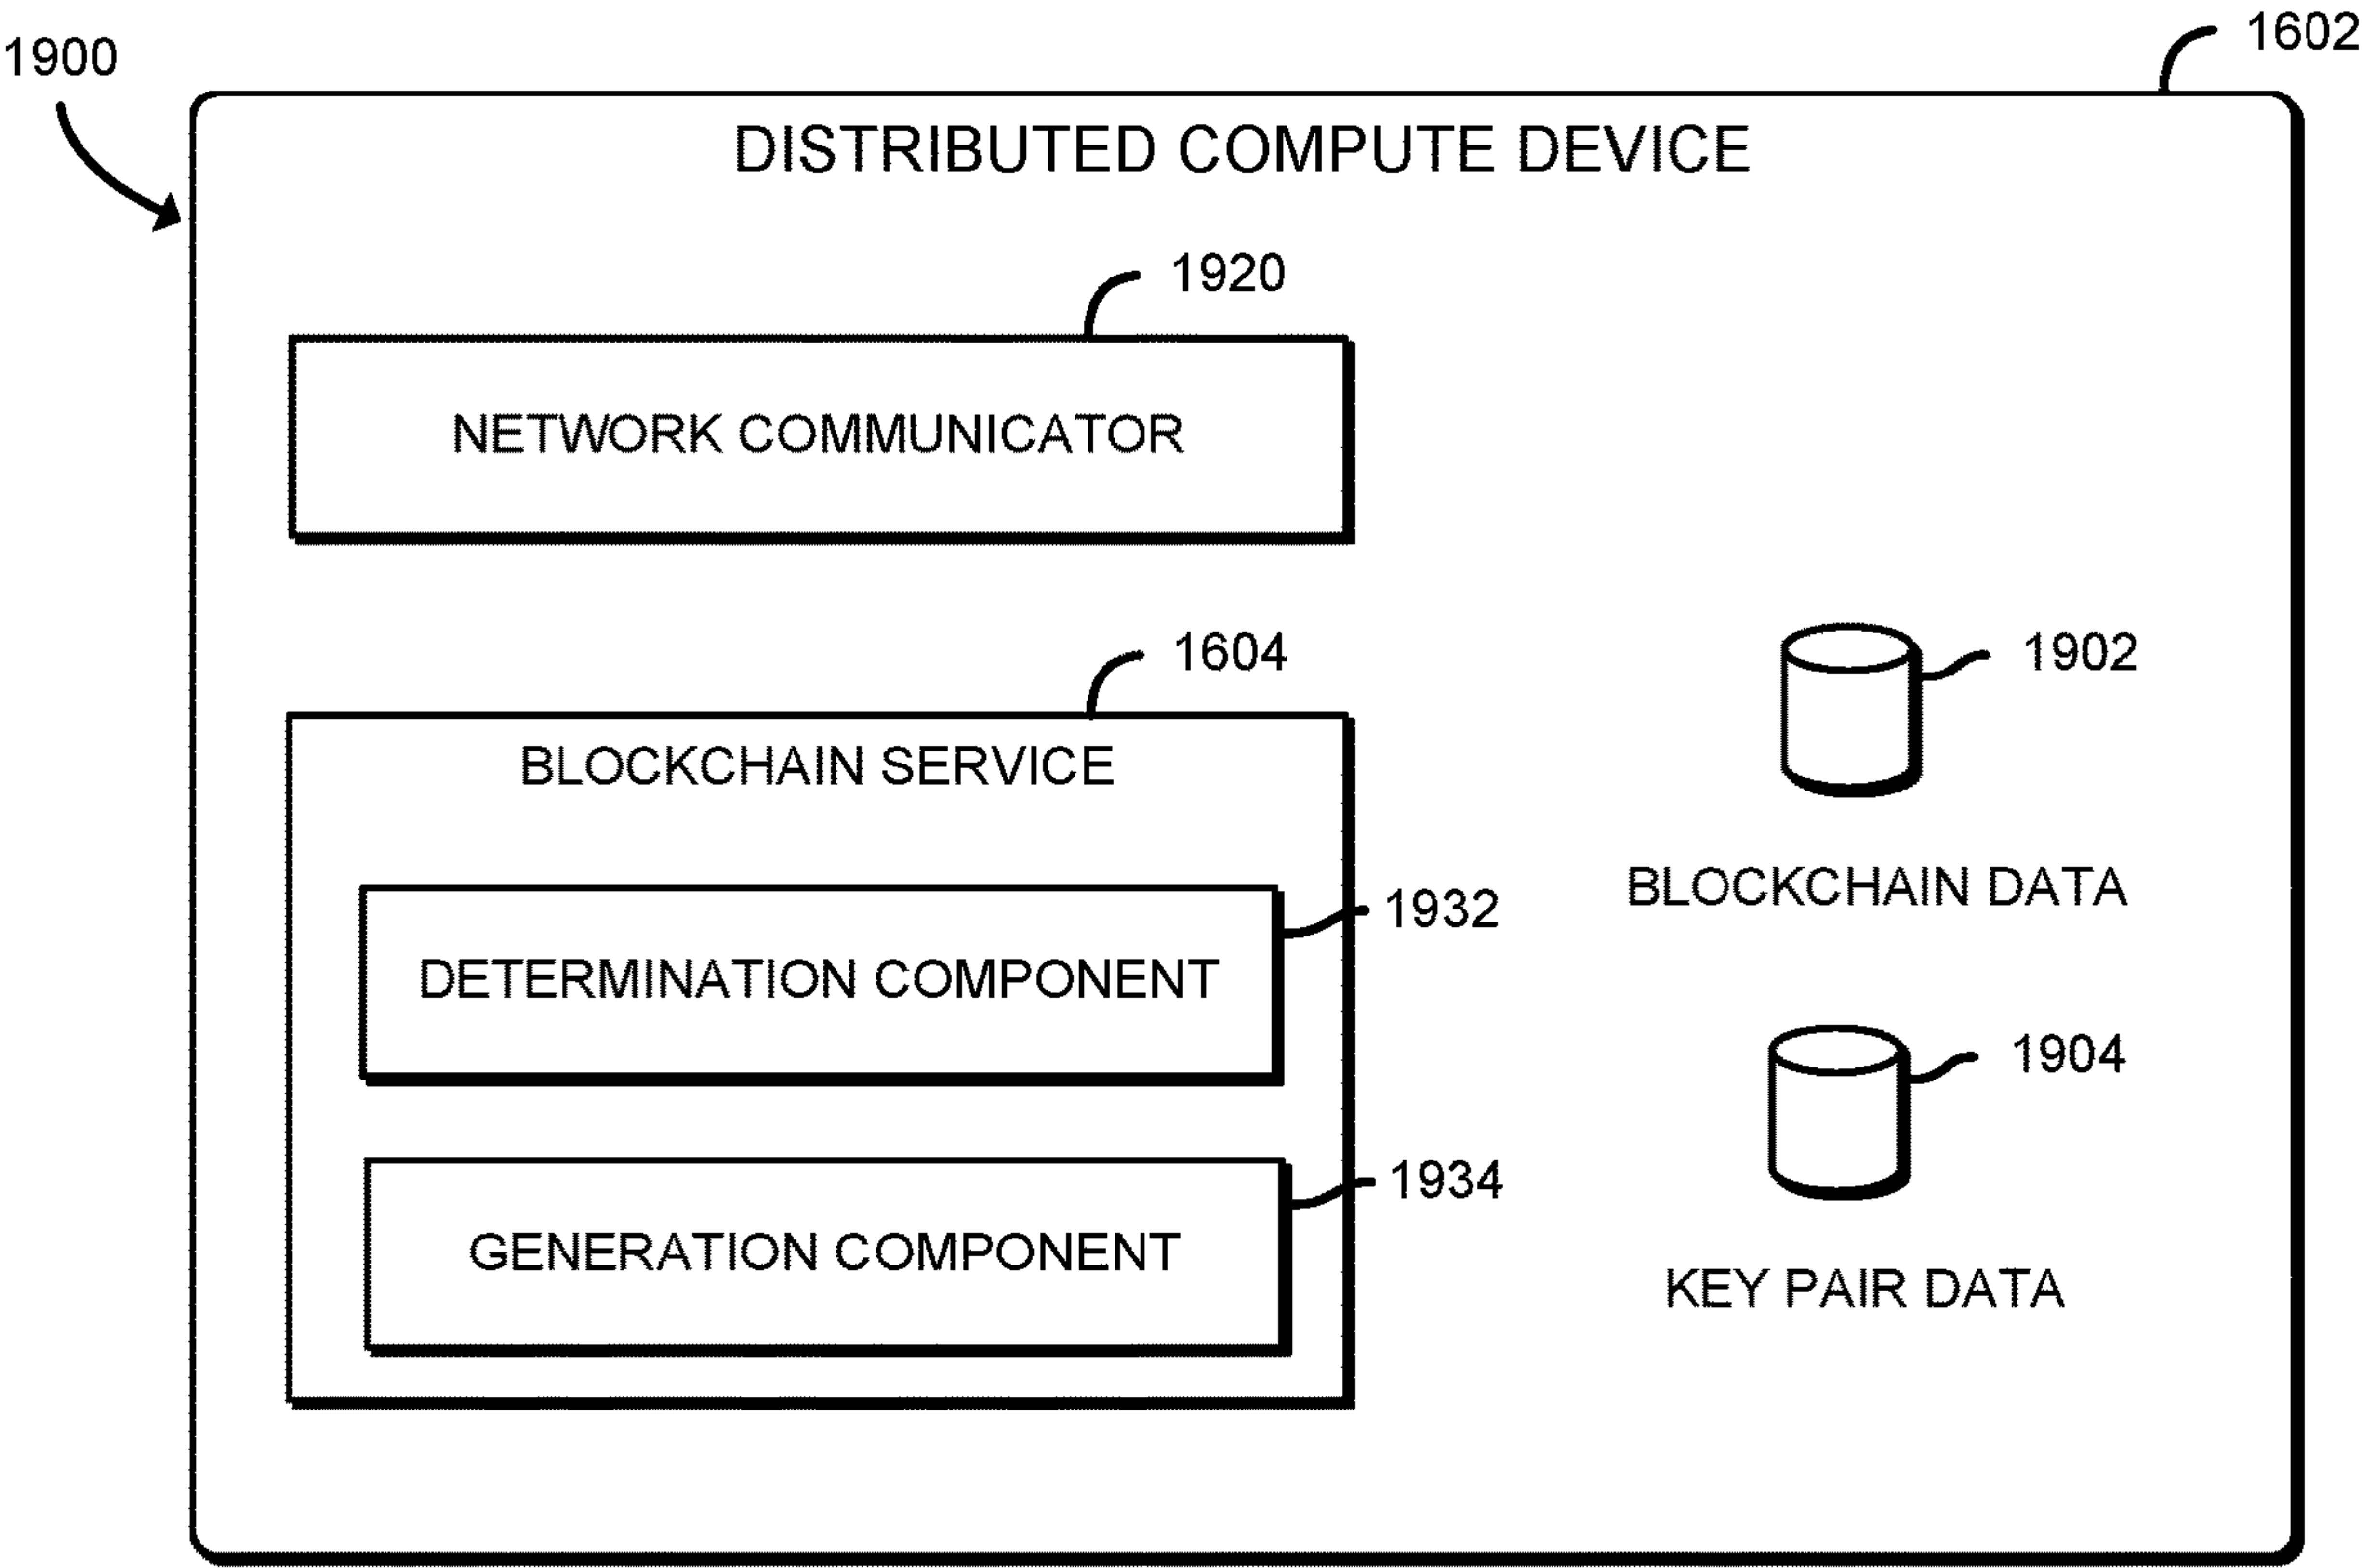 1900
1602
DISTRIBUTED COMPUTE DEVICE
1920
NETWORK COMMUNICATOR
1604
BLOCKCHAIN SERVICE
1932
DETERMINATION COMPONENT
1934
GENERATION COMPONENT
1902
BLOCKCHAIN DATA
1904
KEY PAIR DATA